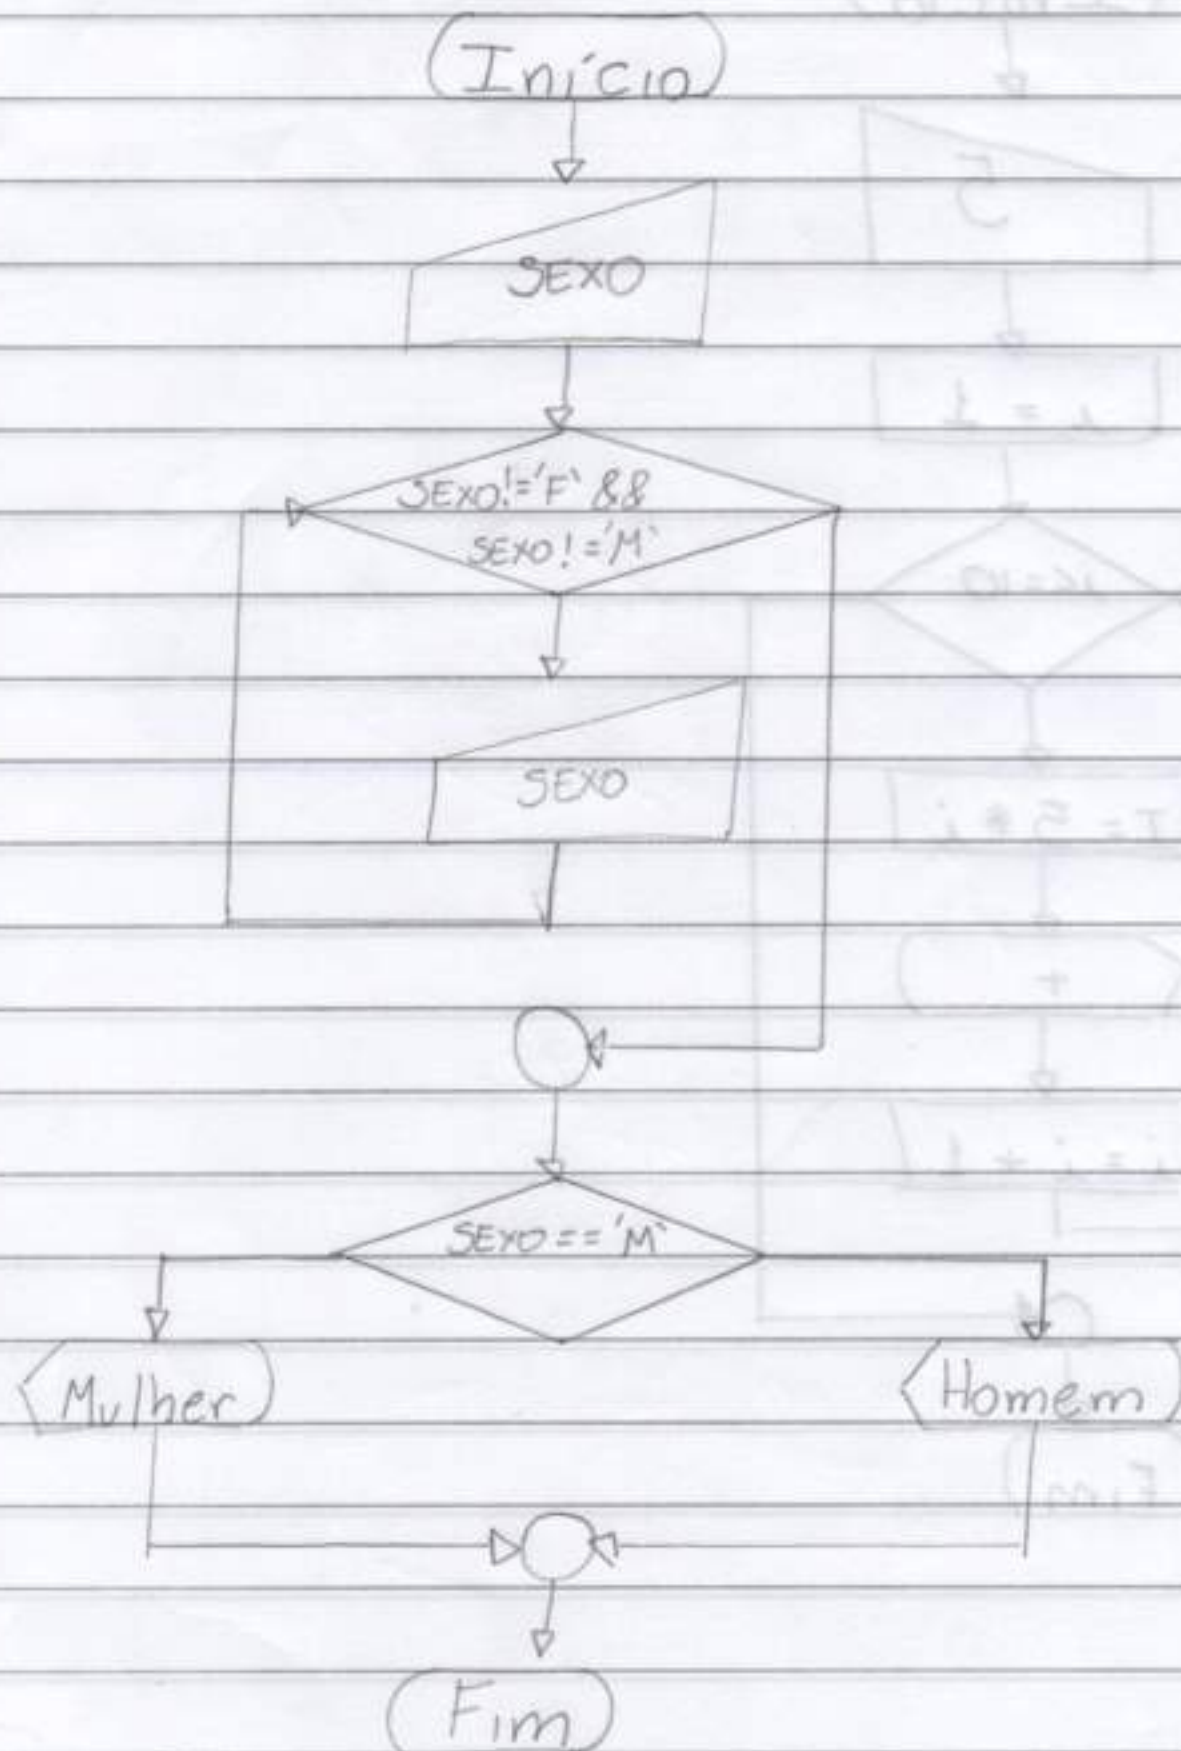 Início
SEXO
SEXO!='F' &&
SEXO!='M'
SEXO
SEXO=='M'
Mulher
Homem
Fim